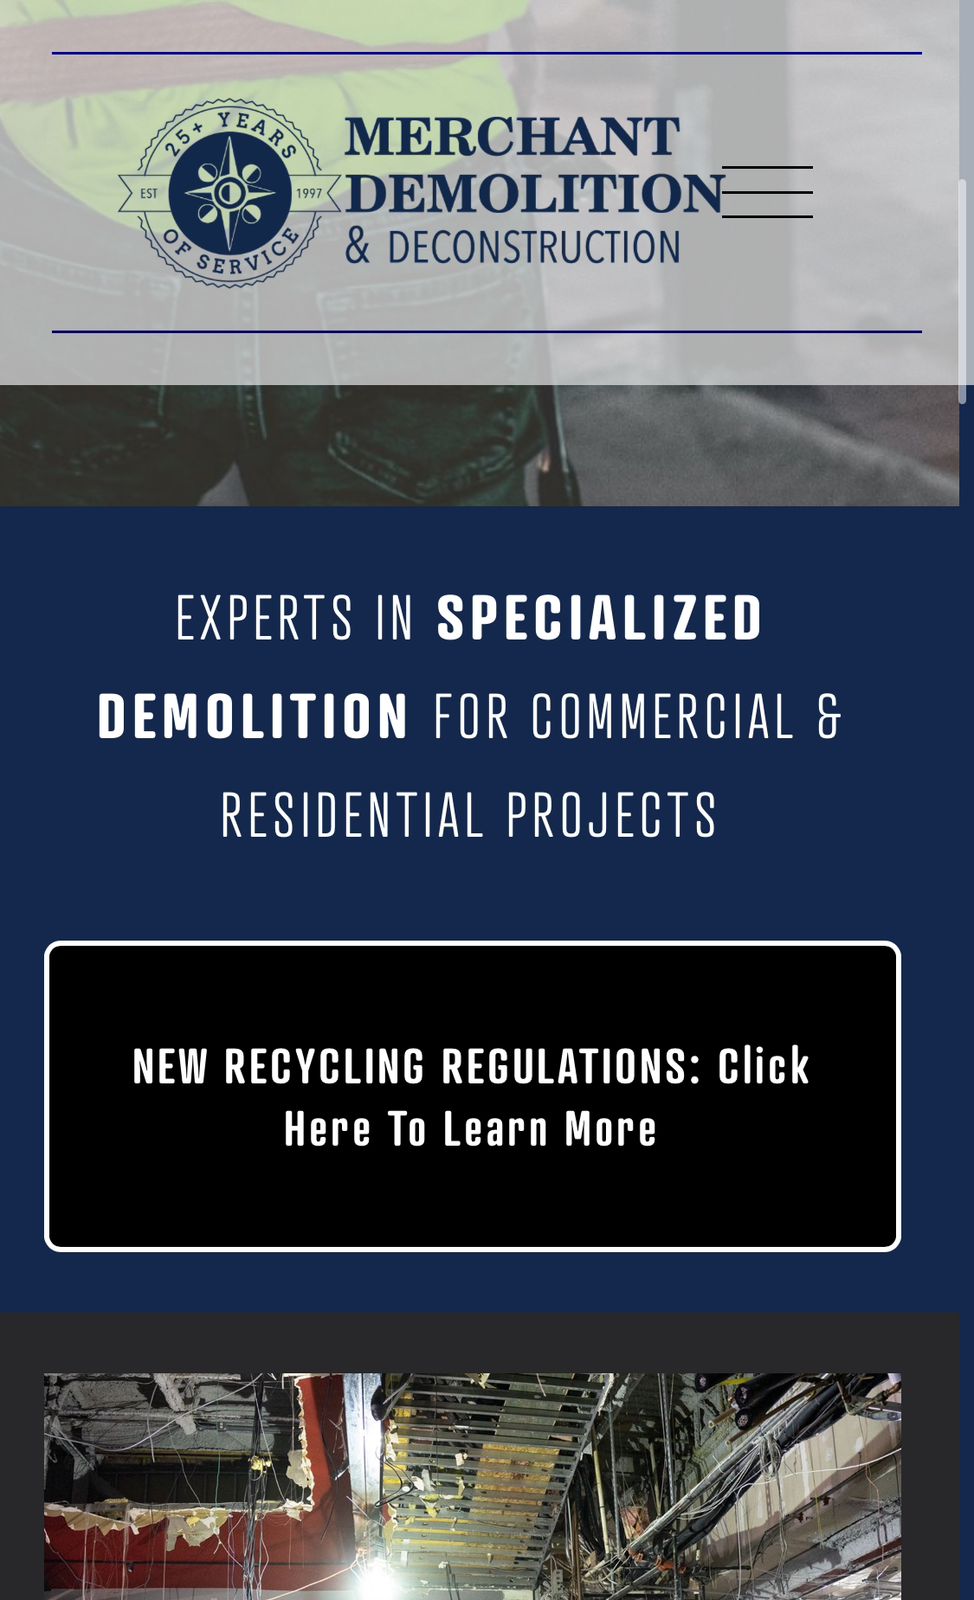 25+ YEARS
EST 1997
OF SERVICE
MERCHANT
DEMOLITION
& DECONSTRUCTION
EXPERTS IN SPECIALIZED
DEMOLITION FOR COMMERCIAL &
RESIDENTIAL PROJECTS
NEW RECYCLING REGULATIONS: Click
Here To Learn More